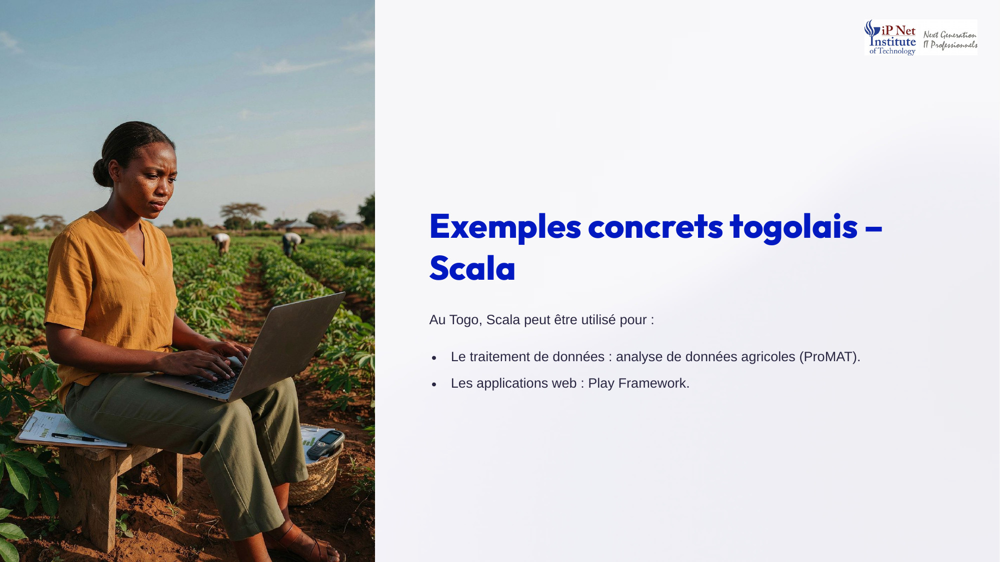 iP Net
Institute
of Technology
Next Generation
IT Professionnels
Exemples concrets togolais –
Scala
Au Togo, Scala peut être utilisé pour :
• Le traitement de données : analyse de données agricoles (ProMAT).
• Les applications web : Play Framework.